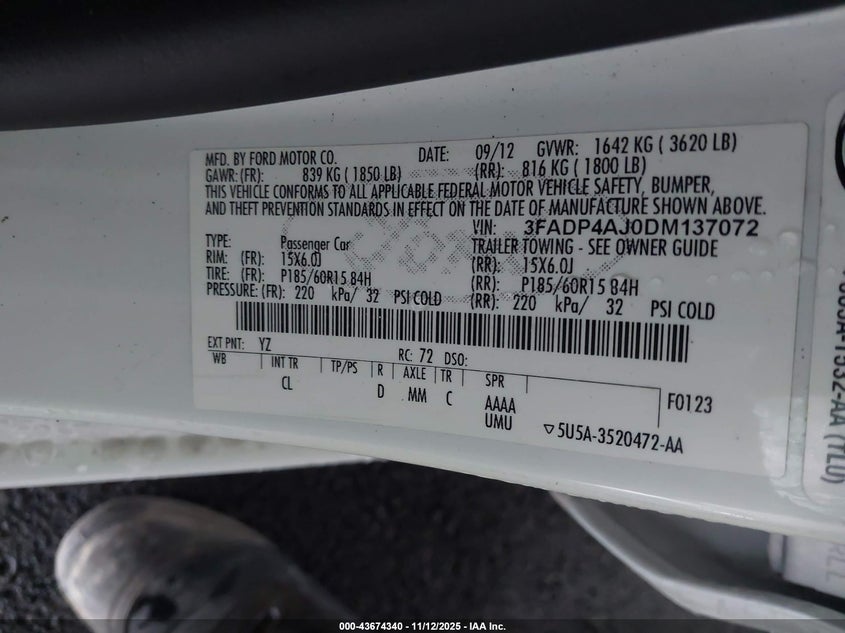 MFD. BY FORD MOTOR CO. DATE: 09/12 GVWR: 1642 KG ( 3620 LB)
GAWR: (FR): 839 KG ( 1850 LB) (RR): 816 KG ( 1800 LB)
THIS VEHICLE CONFORMS TO ALL APPLICABLE FEDERAL MOTOR VEHICLE SAFETY, BUMPER,
AND THEFT PREVENTION STANDARDS IN EFFECT ON THE DATE OF MANUFACTURE SHOWN ABOVE.
VIN: 3FADP4AJ0DM137072
TYPE: Passenger Car TRAILER TOWING - SEE OWNER GUIDE
RIM: (FR): 15X6.0J (RR): 15X6.0J
TIRE: (FR): P185/60R15 84H (RR): P185/60R15 84H
PRESSURE: (FR): 220 kPa/ 32 PSI COLD (RR): 220 kPa/ 32 PSI COLD
EXT PNT: YZ RC: 72 DSO:
WB INT TR TP/PS R AXLE TR SPR
CL D MM C AAAA F0123
UMU ▽5U5A-3520472-AA
(TLD)
000-43674340 - 11/12/2025 - IAA Inc.